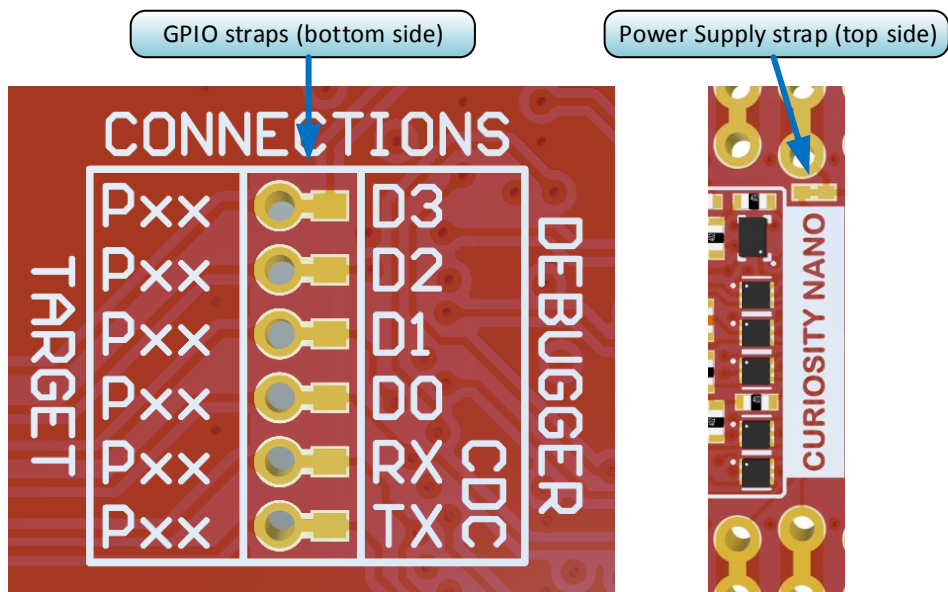 GPIO straps (bottom side)
Power Supply strap (top side)
CONNECTIONS
Pxx D3
Pxx D2
Pxx D1
Pxx D0
Pxx RX
Pxx TX
TARGET
DEBUGGER
CDC
CURIOSITY NANO